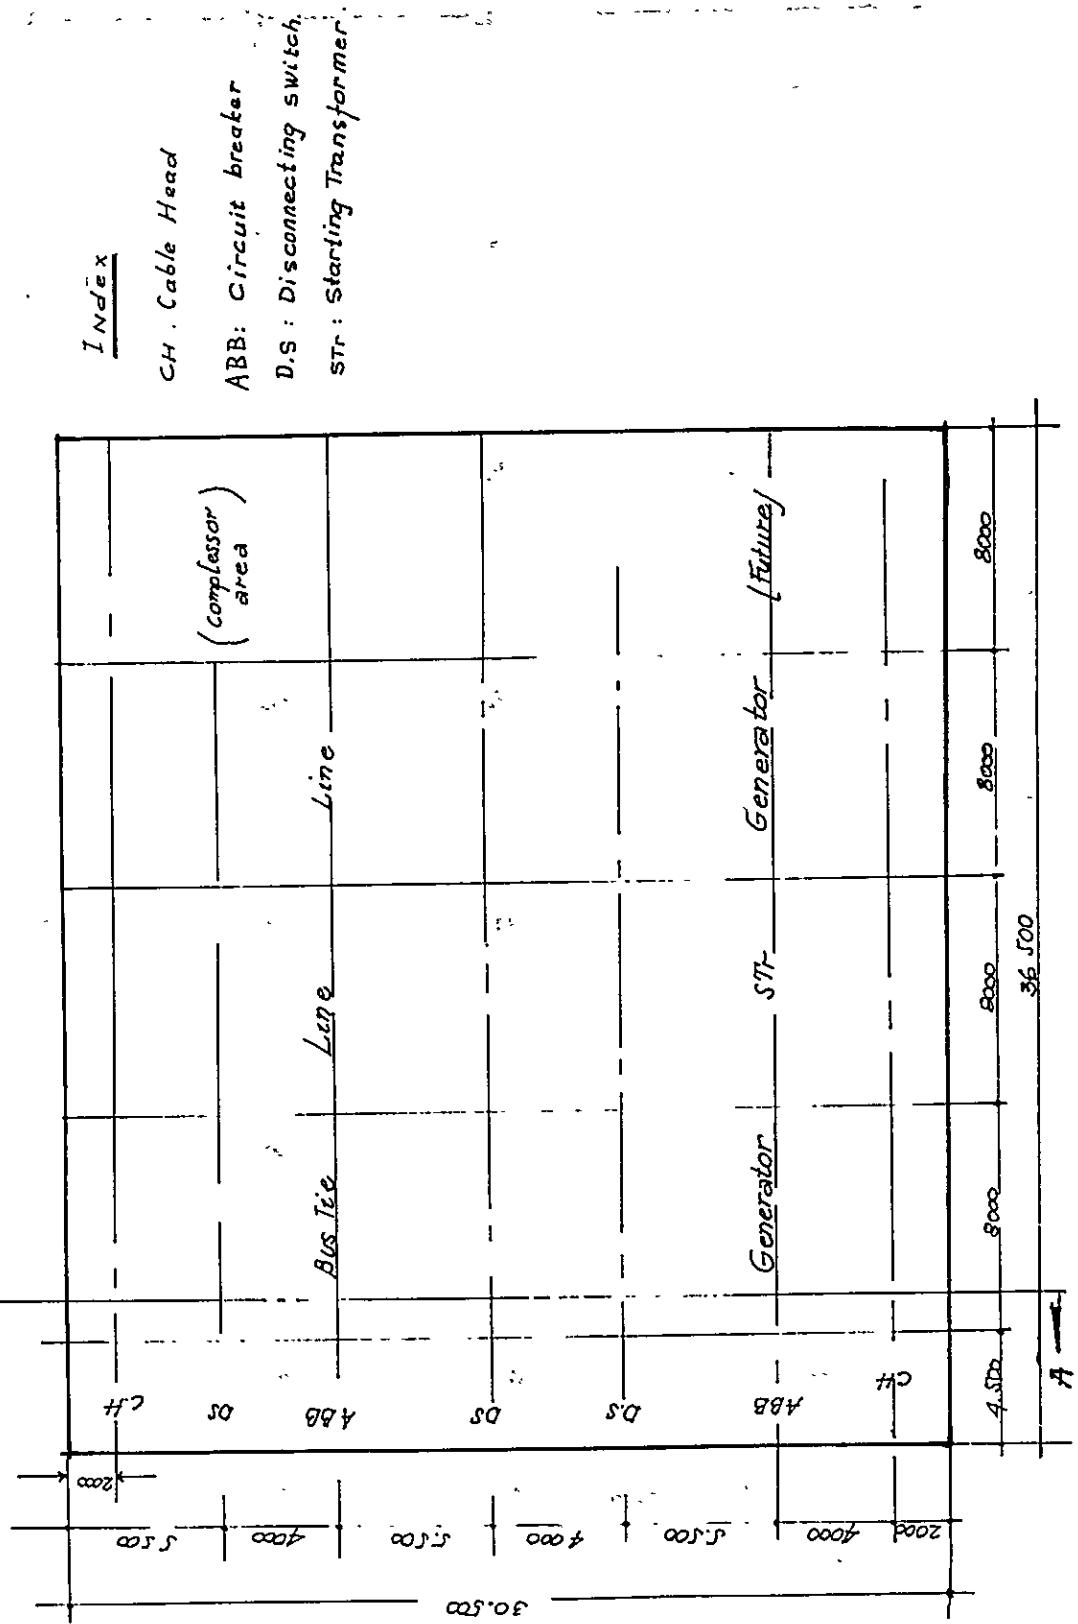 INdex
CH . Cable Head
ABB: Circuit breaker
D.S : Disconnecting switch
STr : Starting Transformer
(complessor
area)
Bus Tie Line Line
Generator STr Generator (Future)
C.H
DS
ABB
DS
D.S
ABB
CH
4.500 8000 8000 8000 8000
36 500
A
2000
5.500 4000 5.500 4000 5.500 4000 2000
30.500